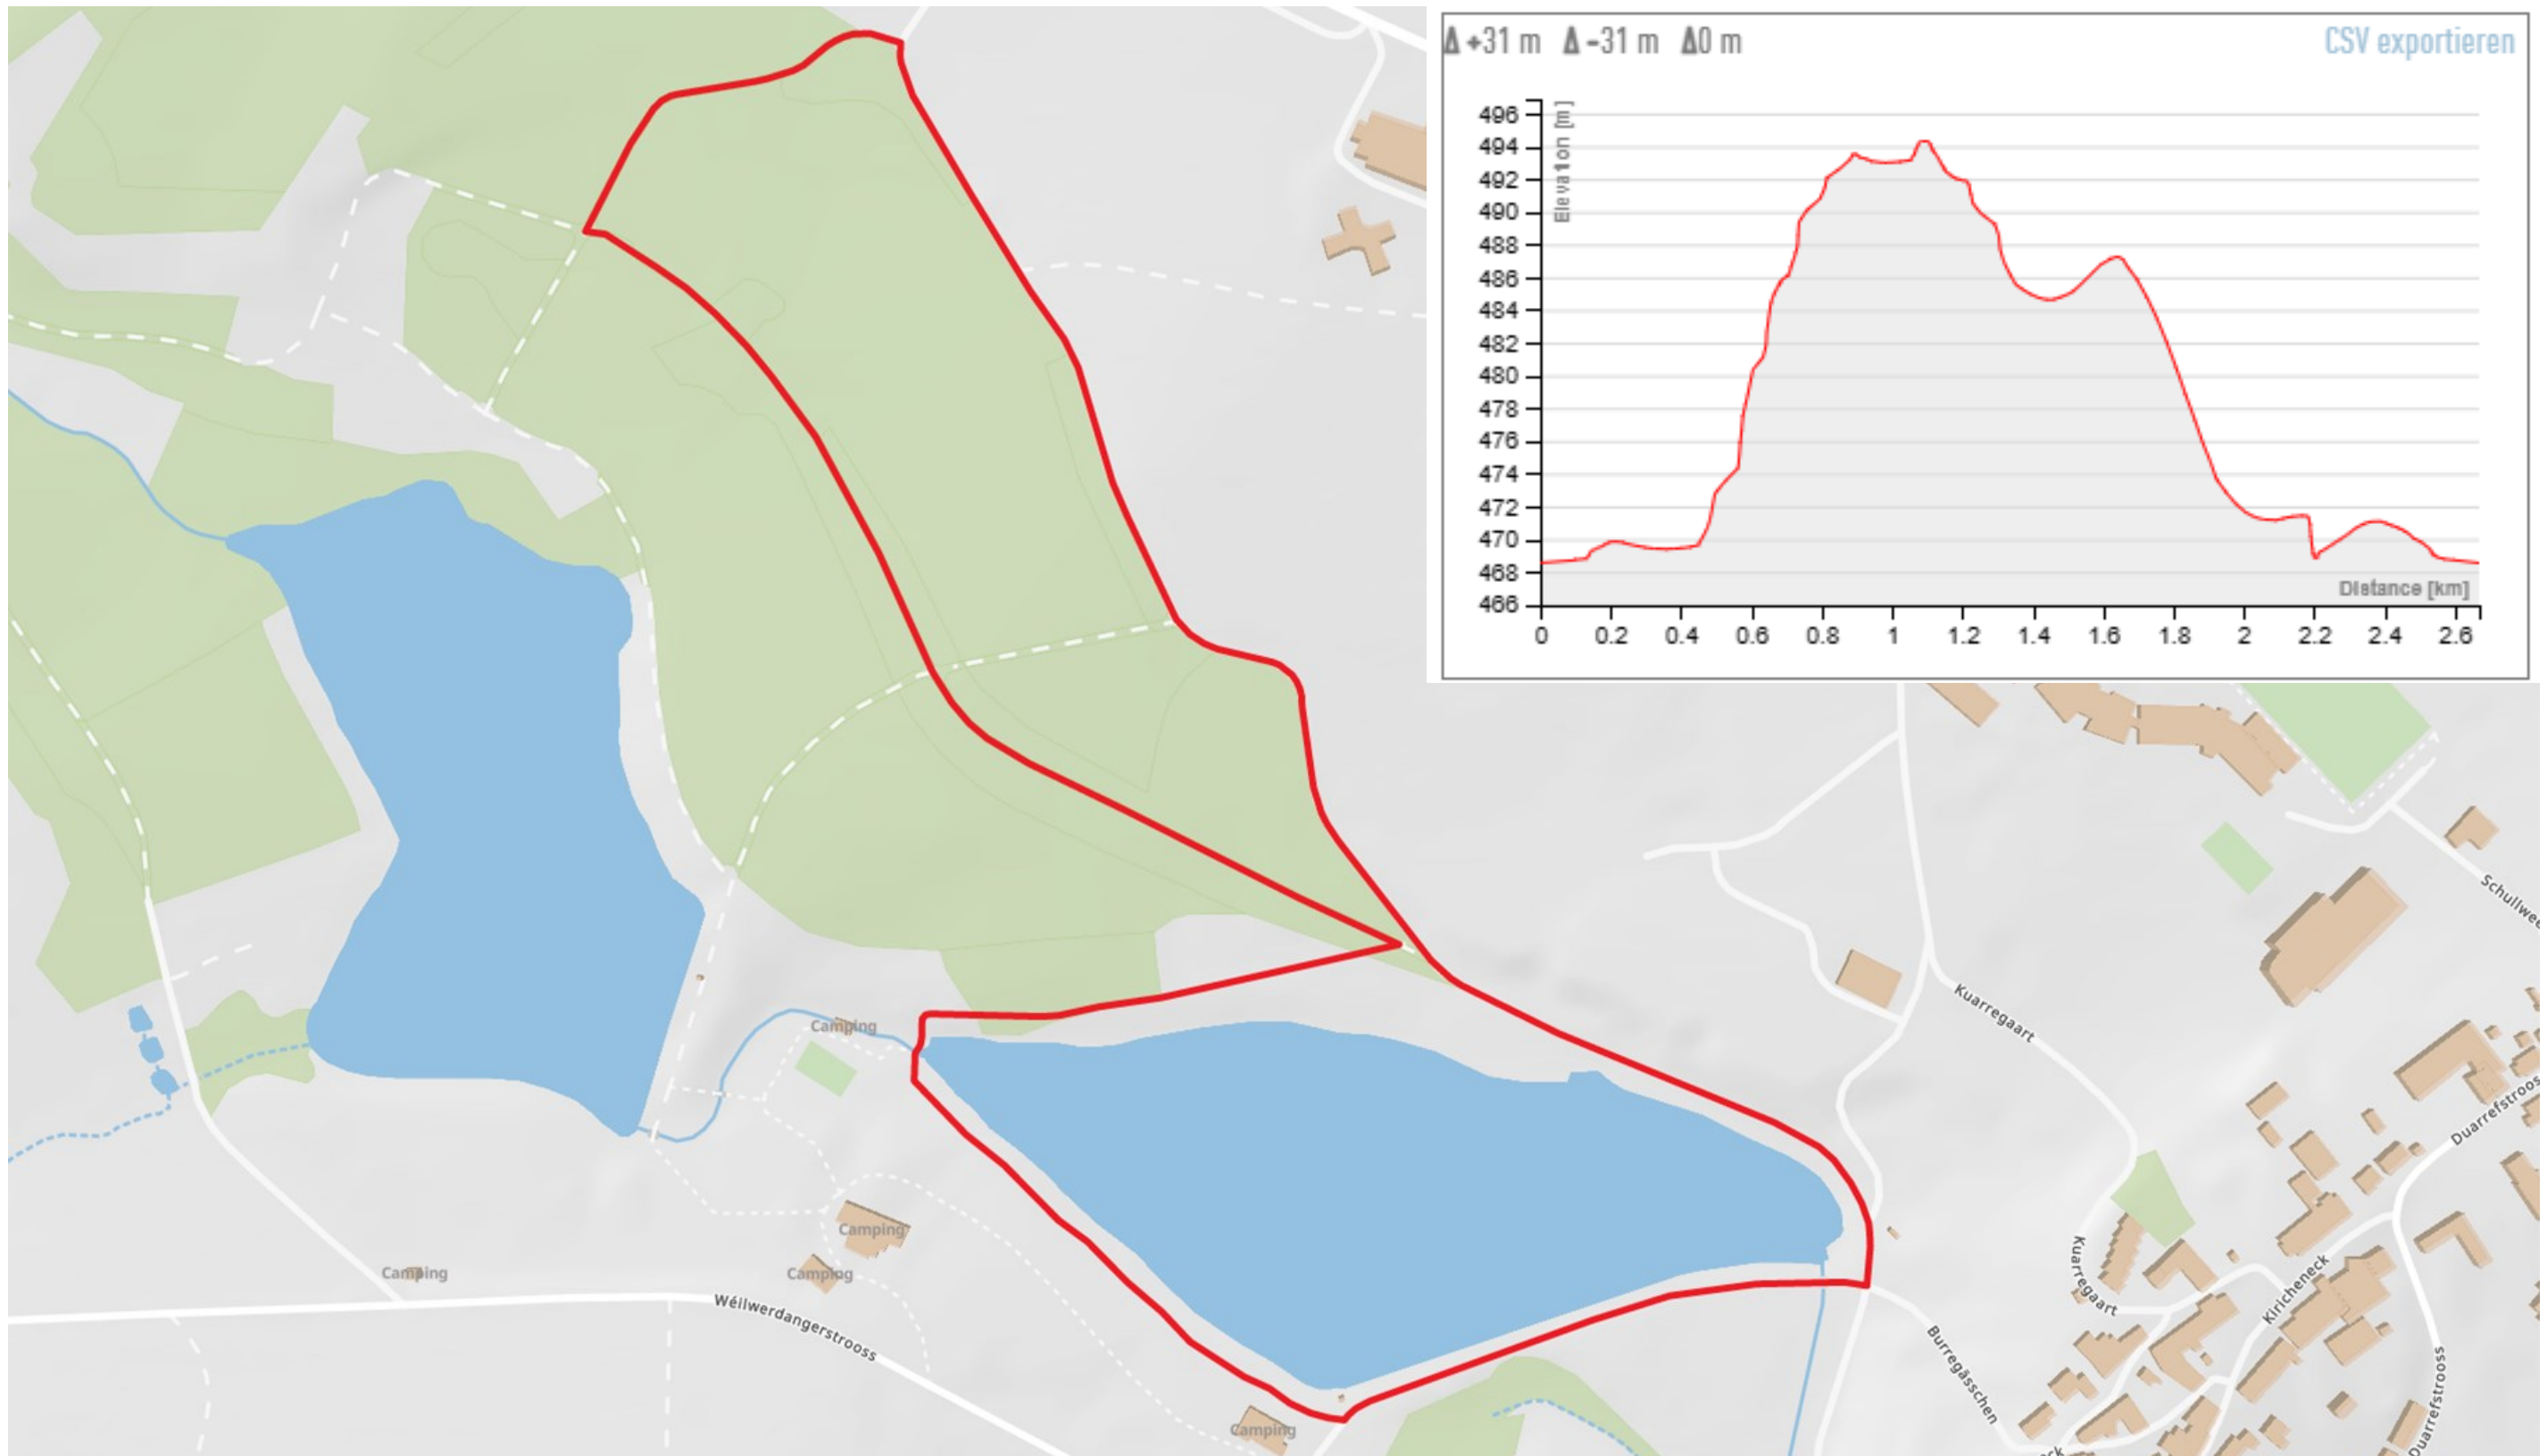 Δ +31 m Δ -31 m Δ0 m
CSV exportieren
Elevation [m]
496
494
492
490
488
486
484
482
480
478
476
474
472
470
468
466
Distance [km]
0 0.2 0.4 0.6 0.8 1 1.2 1.4 1.6 1.8 2 2.2 2.4 2.6
Schullwee
Kuarregaart
Camping
Duarrefstrooss
Camping
Camping
Camping
Kuarregaart
Kiricheneck
Wéilwerdangerstrooss
Burregässchen
Duarrefstrooss
Camping